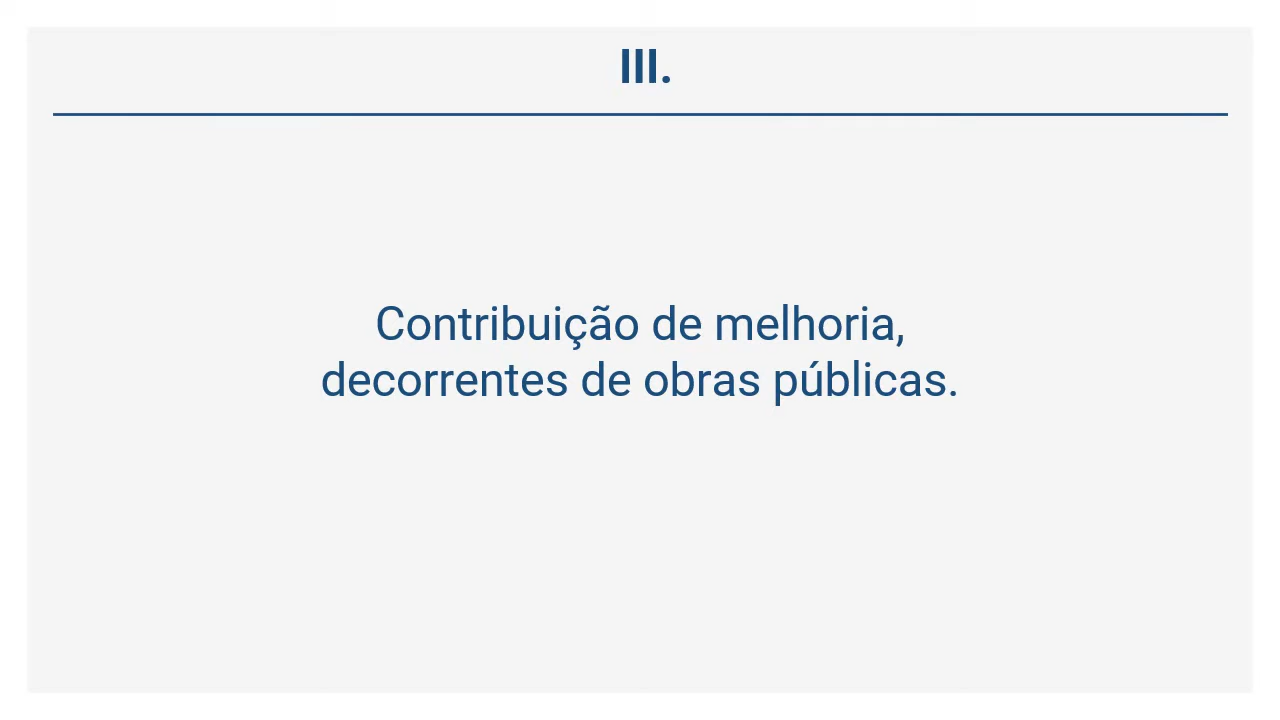 III.
Contribuição de melhoria,
decorrentes de obras públicas.